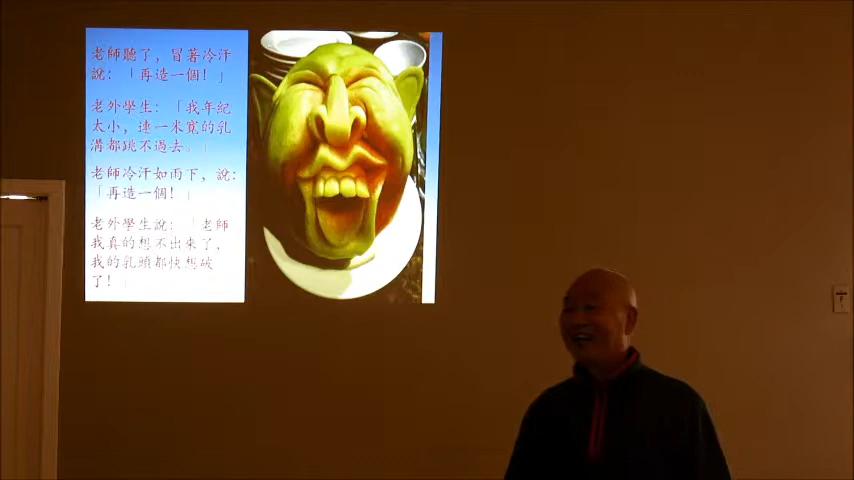 老師聽了，冒著冷汗
說：「再造一個！」
老外學生：「我年紀
太小，連一米寬的乳
溝都跳不過去。」
老師冷汗如雨下，說：
「再造一個！」
老外學生說：「老師
我真的想不出來了，
我的乳頭都快想破
了！」